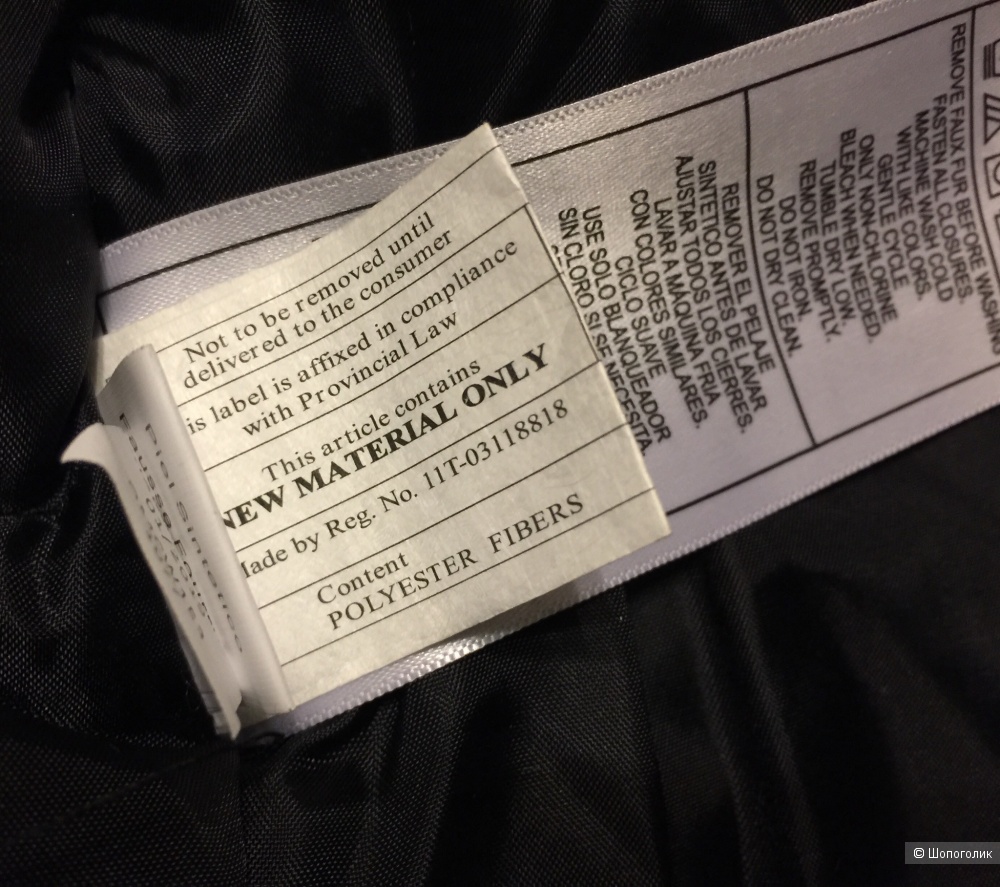 Not to be removed until
delivered to the consumer
is label is affixed in compliance
with Provincial Law
This article contains
NEW MATERIAL ONLY
Made by Reg. No. 11T-03118818
Content
POLYESTER FIBERS
Piel Sintetica
REMOVER EL PELAJE
SINTETICO ANTES DE LAVAR
AJUSTAR TODOS LOS CIERRES.
LAVAR A MAQUINA FRIA
CON COLORES SIMILARES.
CICLO SUAVE
USE SOLO BLANQUEADOR
SIN CLORO SI SE NECESITA.
REMOVE FAUX FUR BEFORE WASHING
FASTEN ALL CLOSURES.
MACHINE WASH COLD
WITH LIKE COLORS.
GENTLE CYCLE
ONLY NON-CHLORINE
BLEACH WHEN NEEDED.
TUMBLE DRY LOW.
REMOVE PROMPTLY.
DO NOT IRON.
DO NOT DRY CLEAN.
© Шопоголик